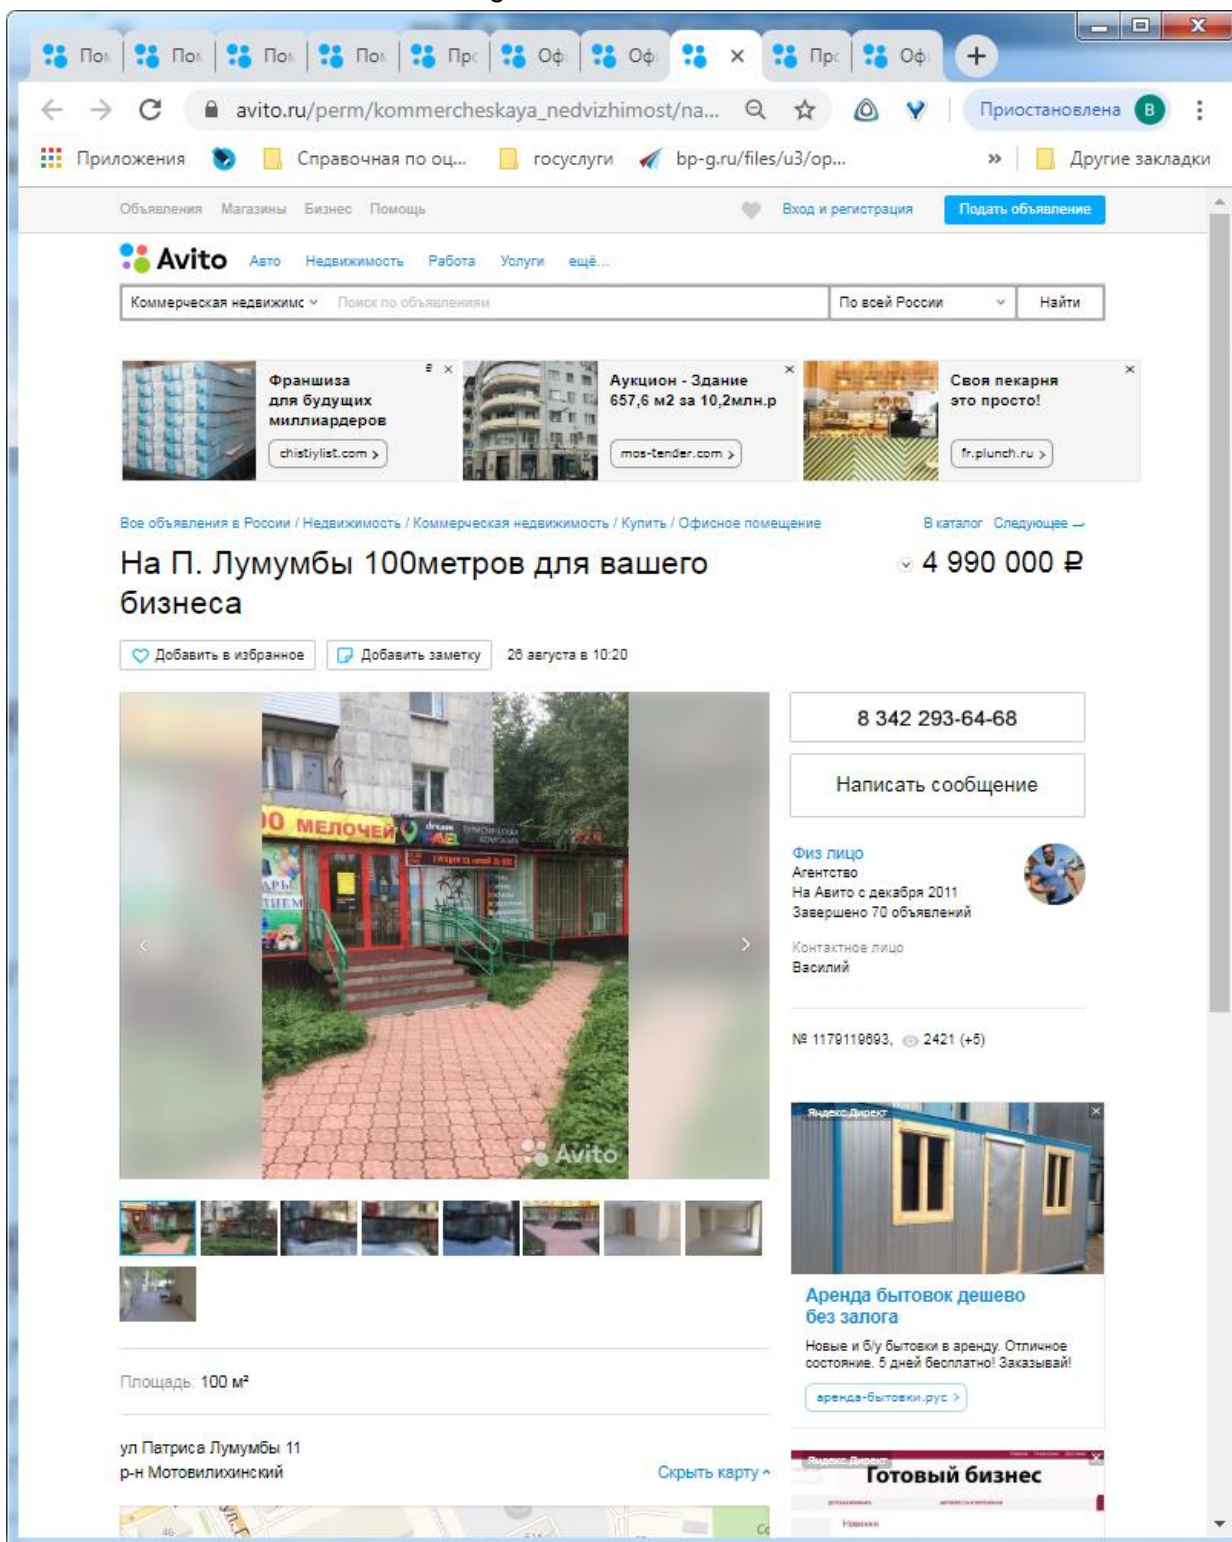 Пом
Пом
Пом
Пом
Про
Оф
Оф
Про
Оф
avito.ru/perm/kommercheskaya_nedvizhimost/na...
Приостановлена
В
Приложения
Справочная по оц...
госуслуги
bp-g.ru/files/u3/op...
»
Другие закладки
Объявления Магазины Бизнес Помощь
Вход и регистрация
Подать объявление
Avito
Авто Недвижимость Работа Услуги ещё...
Коммерческая недвижимс
Поиск по объявлениям
По всей России
Найти
Франшиза
для будущих
миллиардеров
chistiylist.com >
Аукцион - Здание
657,6 м2 за 10,2млн.р
mos-tender.com >
Своя пекарня
это просто!
fr.plunch.ru >
Все объявления в России / Недвижимость / Коммерческая недвижимость / Купить / Офисное помещение
В каталог Следующее →
На П. Лумумбы 100метров для вашего
бизнеса
4 990 000 ₽
Добавить в избранное
Добавить заметку
26 августа в 10:20
00 МЕЛОЧЕЙ
dream
TRAVEL
ТУРИСТИЧЕСКАЯ
КОМПАНИЯ
Avito
8 342 293-64-68
Написать сообщение
Физ лицо
Агентство
На Авито с декабря 2011
Завершено 70 объявлений
Контактное лицо
Василий
№ 1179119693, 2421 (+5)
Яндекс.Директ
Аренда бытовок дешево
без залога
Новые и б/у бытовки в аренду. Отличное
состояние. 5 дней бесплатно! Заказывай!
аренда-бытовки.рус >
Площадь: 100 м²
ул Патриса Лумумбы 11
р-н Мотовилихинский
Скрыть карту
Яндекс.Директ
Готовый бизнес
Новинки
46